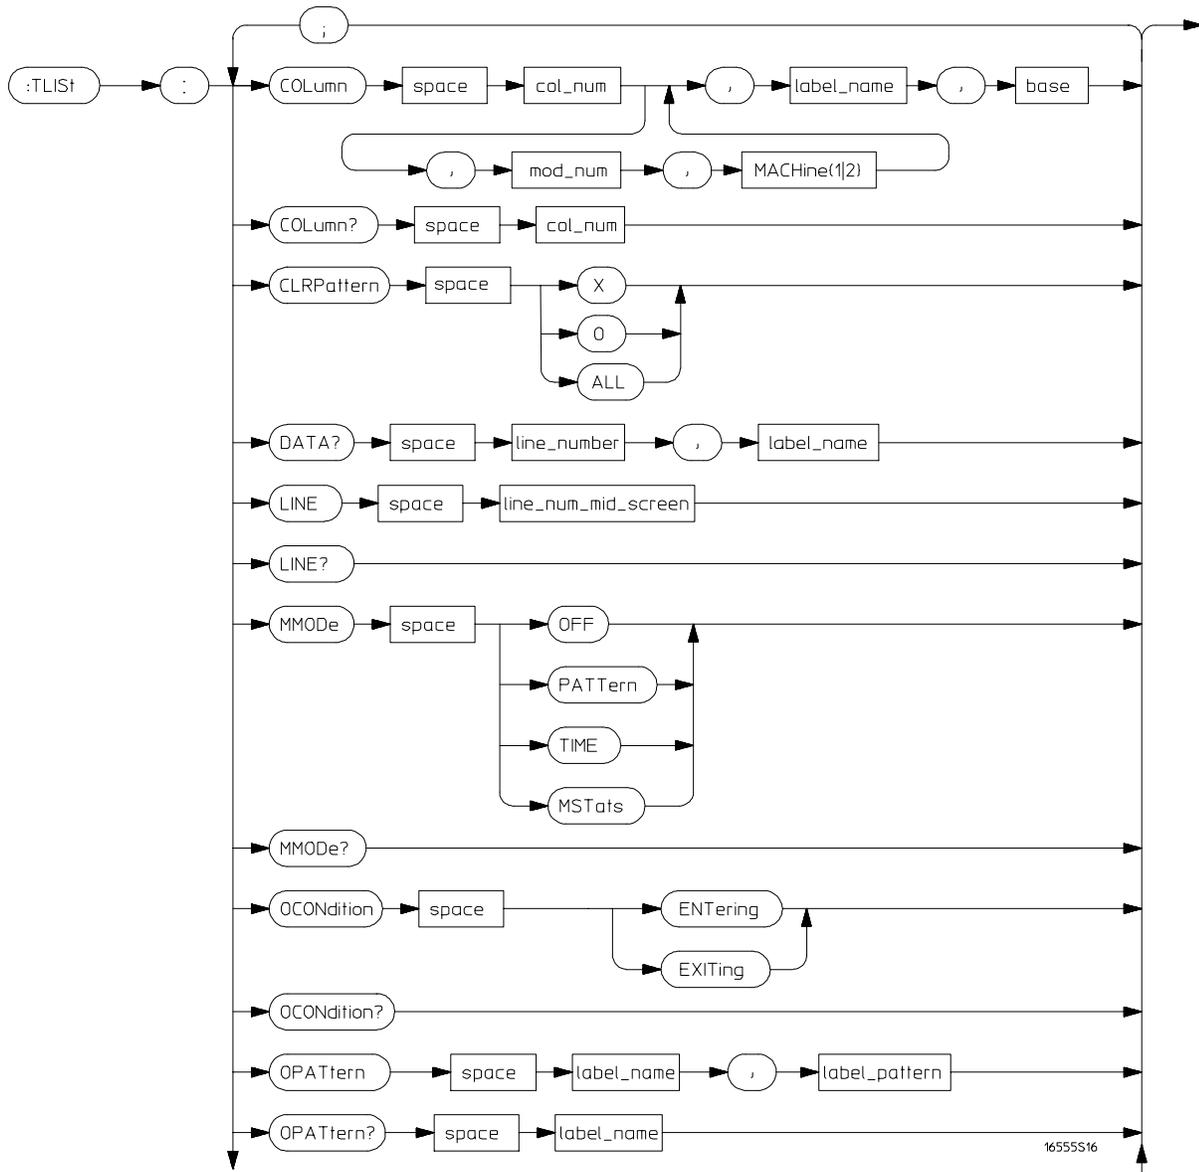 ;
:TLISt : COLumn space col_num , label_name , base
, mod_num , MACHine{1|2}
COLumn? space col_num
CLRPattern space X
O
ALL
DATA? space line_number , label_name
LINE space line_num_mid_screen
LINE?
MMODe space OFF
PATTern
TIME
MSTats
MMODe?
OCONdition space ENTering
EXITing
OCONdition?
OPATtern space label_name , label_pattern
OPATtern? space label_name
16555S16